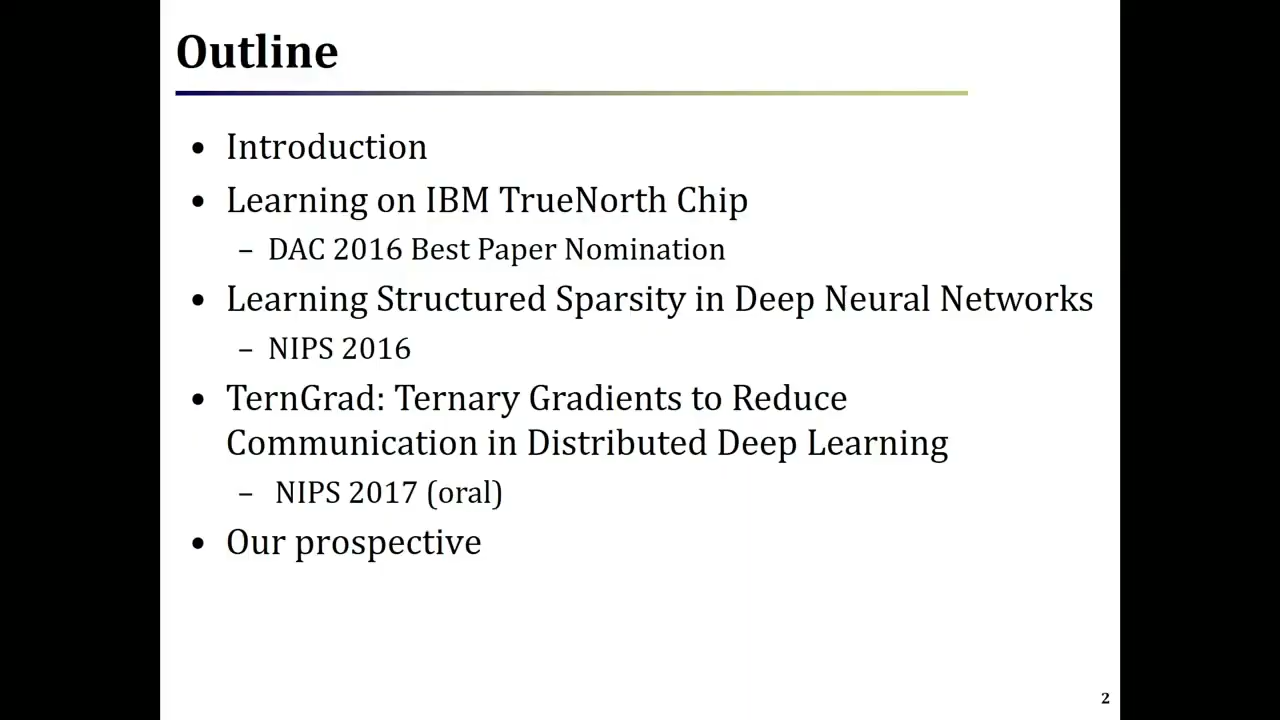 Outline
• Introduction
• Learning on IBM TrueNorth Chip
– DAC 2016 Best Paper Nomination
• Learning Structured Sparsity in Deep Neural Networks
– NIPS 2016
• TernGrad: Ternary Gradients to Reduce
Communication in Distributed Deep Learning
– NIPS 2017 (oral)
• Our prospective
2